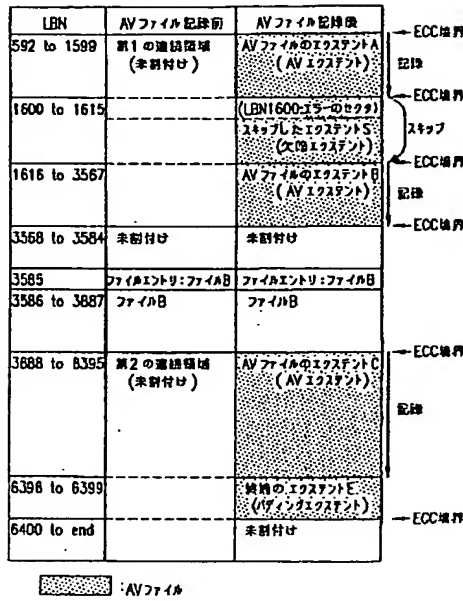 LBN AVファイル記録前 AVファイル記録後
ECC境界
592 to 1599 第1の連続領域 AVファイルのエクステントA
(未割付け) (AVエクステント) 記録
ECC境界
1600 to 1615 (LBN1600:エラーのセクタ)
スキップしたエクステントS スキップ
(欠陥エクステント)
ECC境界
1616 to 3567 AVファイルのエクステントB
(AVエクステント) 記録
ECC境界
3568 to 3584 未割付け 未割付け
3585 ファイルエントリ:ファイルB ファイルエントリ:ファイルB
3586 to 3887 ファイルB ファイルB
ECC境界
3888 to 6395 第2の連続領域 AVファイルのエクステントC
(未割付け) (AVエクステント)
記録
6396 to 6399 終端のエクステントE
(パディングエクステント)
ECC境界
6400 to end 未割付け
:AVファイル